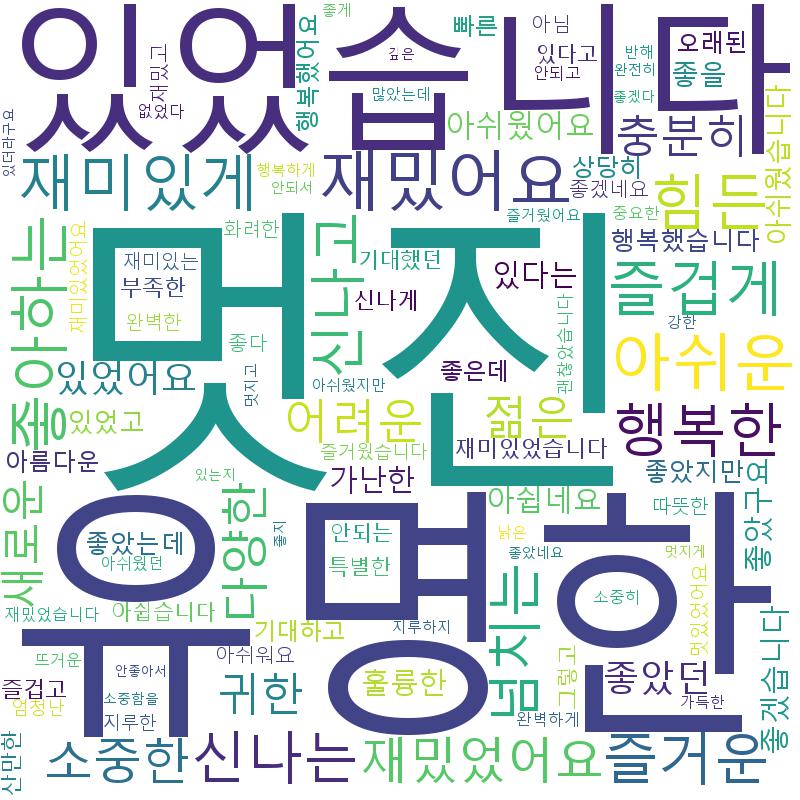 있었습니다
좋게
깊은
많았는데
행복했어요
빠른
아님
있다고
안되고
반해
완전히
오래된
좋을
좋겠다
재밌고
없었다
있더라구요
아쉬웠어요
충분히
아쉬웠습니다
재미있게
행복하게
안되서
재밌어요
상당히
좋겠네요
힘든
즐거웠어요
중요한
행복했습니다
멋진
화려한
재미있었어요
재미있는
부족한
완벽한
신나고
기대했던
신나게
있다는
즐겁게
괜찮았습니다
강한
좋아하는
좋다
멋지고
아쉬웠지만
좋은데
아쉬운
있었어요
있었고
어려운
젊은
행복한
즐거웠습니다
재미있었습니다
아름다운
가난한
있는지
좋았지만
좋았구요
새로운
다양한
아쉽네요
따뜻한
유명한
좋았는데
아쉬웠던
좋지
안되는
특별한
낡은
좋았네요
멋지게
멋있었어요
소중히
재밌었습니다
아쉽습니다
기대하고
지루하지
넘치는
뜨거운
안좋아서
아쉬워요
훌륭한
그렇고
좋았던
좋겠습니다
즐겁고
엄청난
소중함을
지루한
귀한
완벽하게
가득한
산만한
소중한
신나는
재밌었어요
즐거운